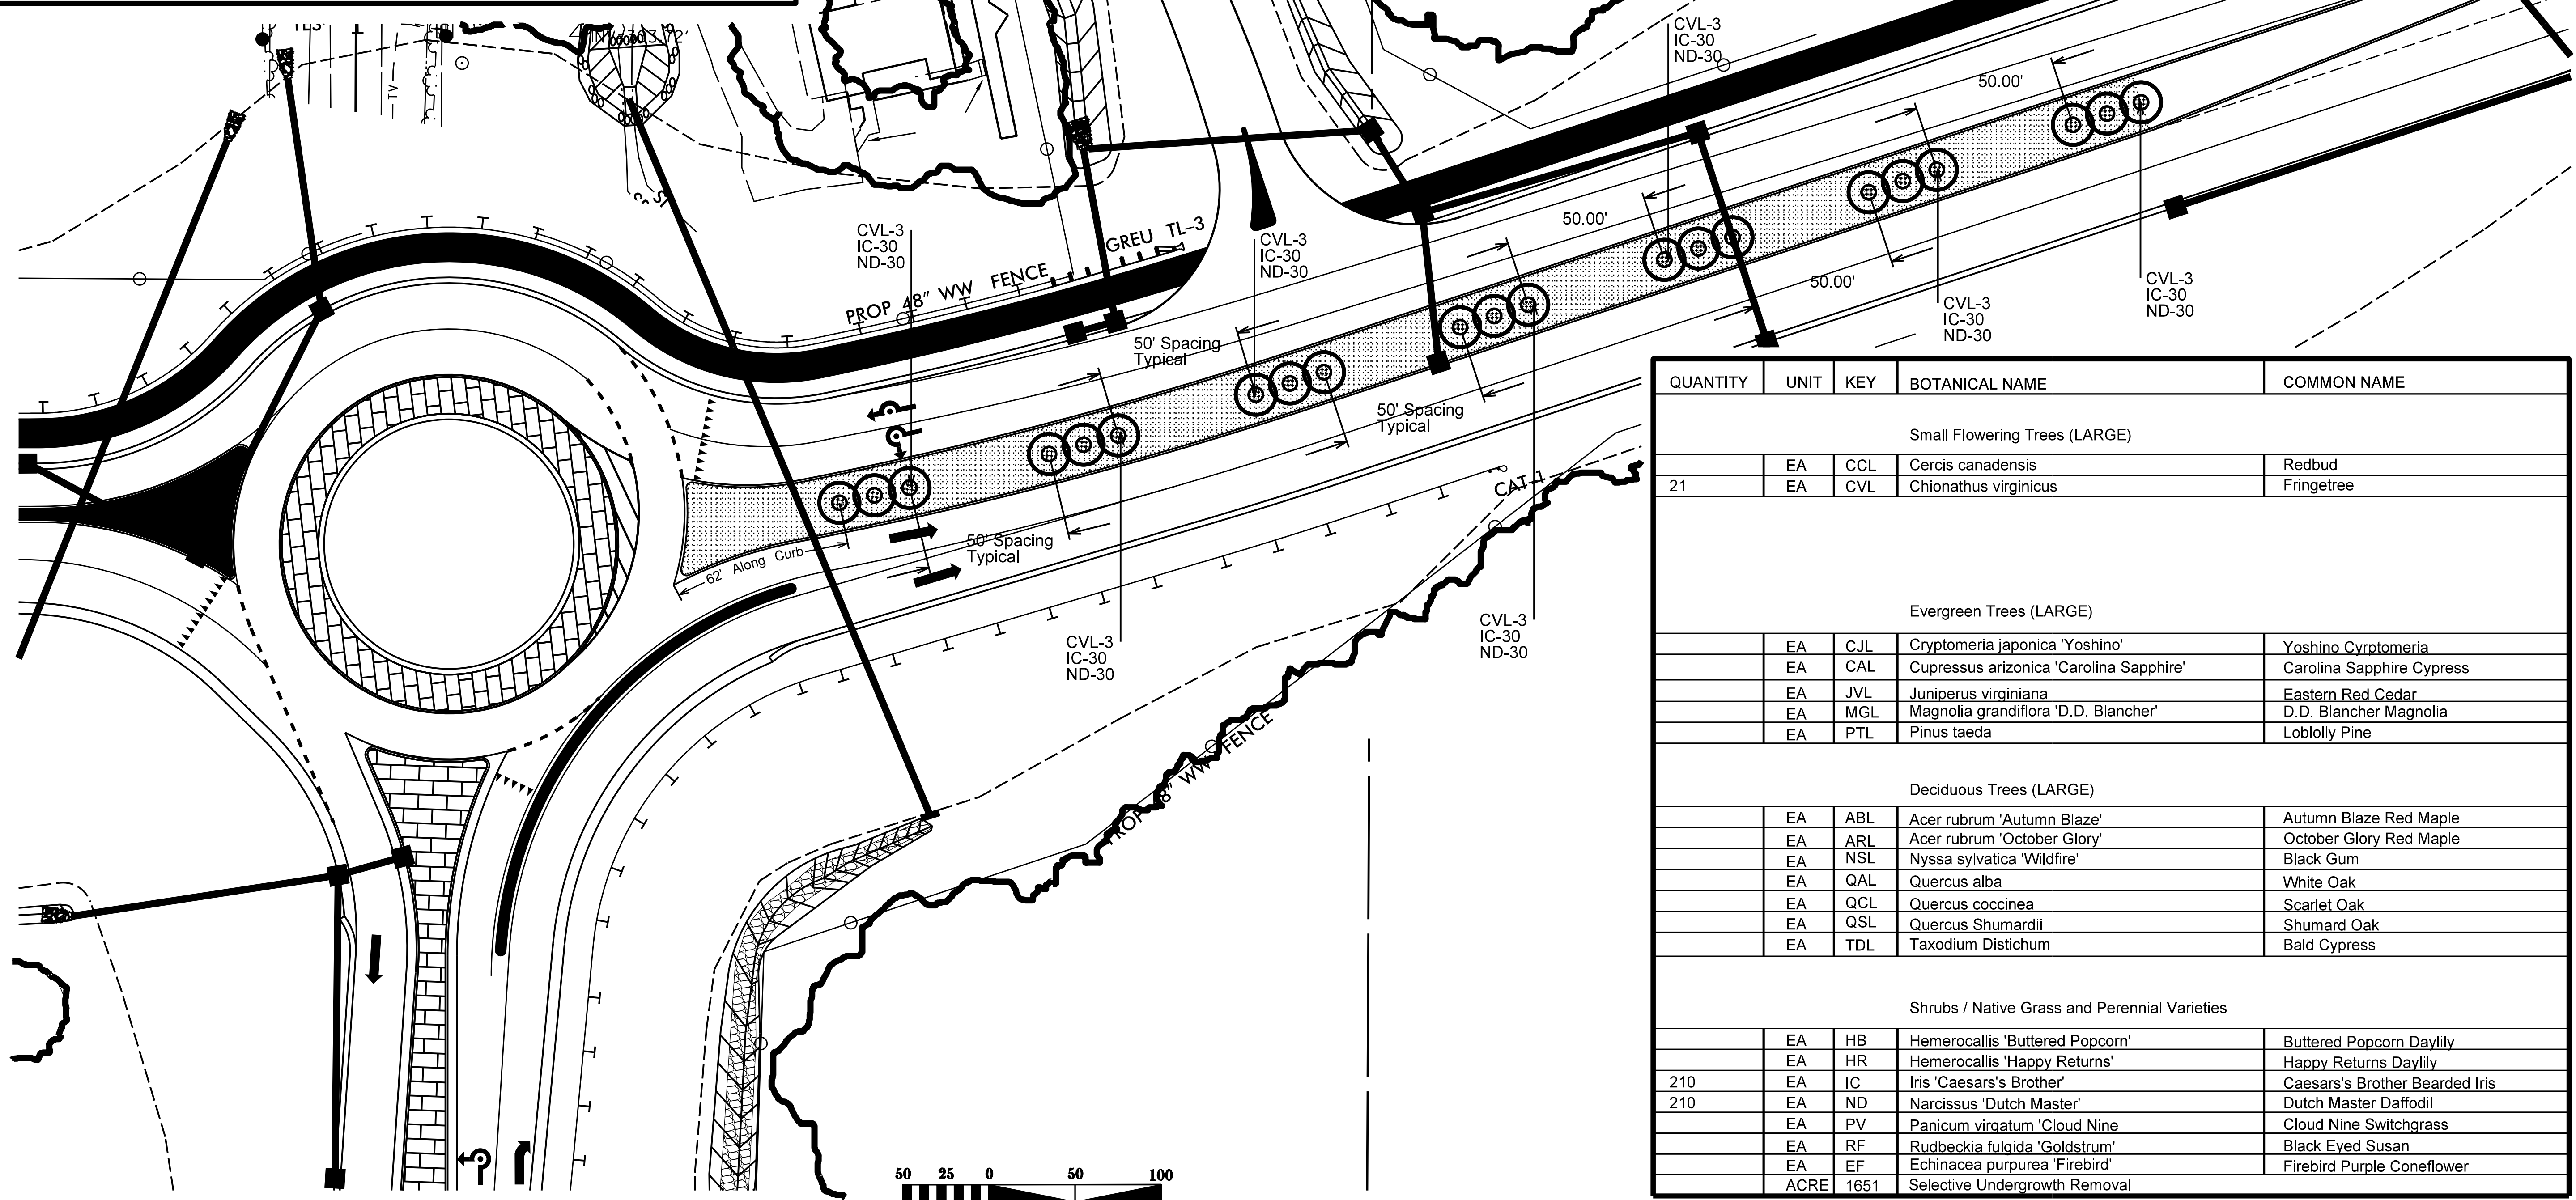 TV
CVL-3
IC-30
ND-30
50.00'
50.00'
50.00'
CVL-3
IC-30
ND-30
CVL-3
IC-30
ND-30
GREU TL-3
PROP 48" WW FENCE
CVL-3
IC-30
ND-30
CVL-3
IC-30
ND-30
50' Spacing
Typical
50' Spacing
Typical
CAT-1
50' Spacing
Typical
62' Along Curb
CVL-3
IC-30
ND-30
CVL-3
IC-30
ND-30
WW FENCE
50 25 0 50 100
QUANTITY UNIT KEY BOTANICAL NAME COMMON NAME
Small Flowering Trees (LARGE)
EA CCL Cercis canadensis Redbud
21 EA CVL Chionathus virginicus Fringetree
Evergreen Trees (LARGE)
EA CJL Cryptomeria japonica 'Yoshino' Yoshino Cyrptomeria
EA CAL Cupressus arizonica 'Carolina Sapphire' Carolina Sapphire Cypress
EA JVL Juniperus virginiana Eastern Red Cedar
EA MGL Magnolia grandiflora 'D.D. Blancher' D.D. Blancher Magnolia
EA PTL Pinus taeda Loblolly Pine
Deciduous Trees (LARGE)
EA ABL Acer rubrum 'Autumn Blaze' Autumn Blaze Red Maple
EA ARL Acer rubrum 'October Glory' October Glory Red Maple
EA NSL Nyssa sylvatica 'Wildfire' Black Gum
EA QAL Quercus alba White Oak
EA QCL Quercus coccinea Scarlet Oak
EA QSL Quercus Shumardii Shumard Oak
EA TDL Taxodium Distichum Bald Cypress
Shrubs / Native Grass and Perennial Varieties
EA HB Hemerocallis 'Buttered Popcorn' Buttered Popcorn Daylily
EA HR Hemerocallis 'Happy Returns' Happy Returns Daylily
210 EA IC Iris 'Caesars's Brother' Caesars's Brother Bearded Iris
210 EA ND Narcissus 'Dutch Master' Dutch Master Daffodil
EA PV Panicum virgatum 'Cloud Nine Cloud Nine Switchgrass
EA RF Rudbeckia fulgida 'Goldstrum' Black Eyed Susan
EA EF Echinacea purpurea 'Firebird' Firebird Purple Coneflower
ACRE 1651 Selective Undergrowth Removal